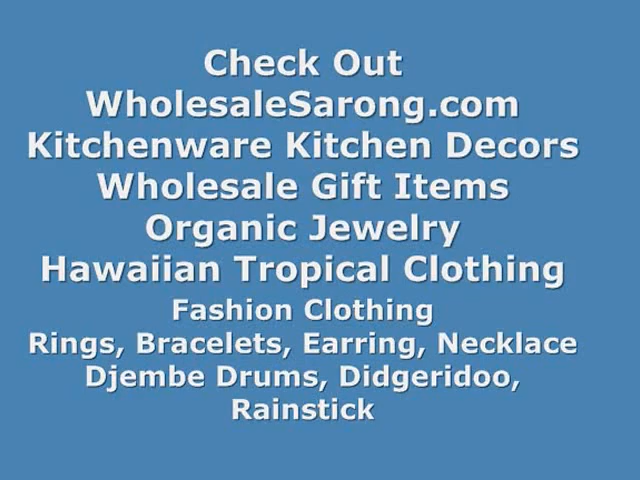 Check Out
WholesaleSarong.com
Kitchenware Kitchen Decors
Wholesale Gift Items
Organic Jewelry
Hawaiian Tropical Clothing
Fashion Clothing
Rings, Bracelets, Earring, Necklace
Djembe Drums, Didgeridoo,
Rainstick